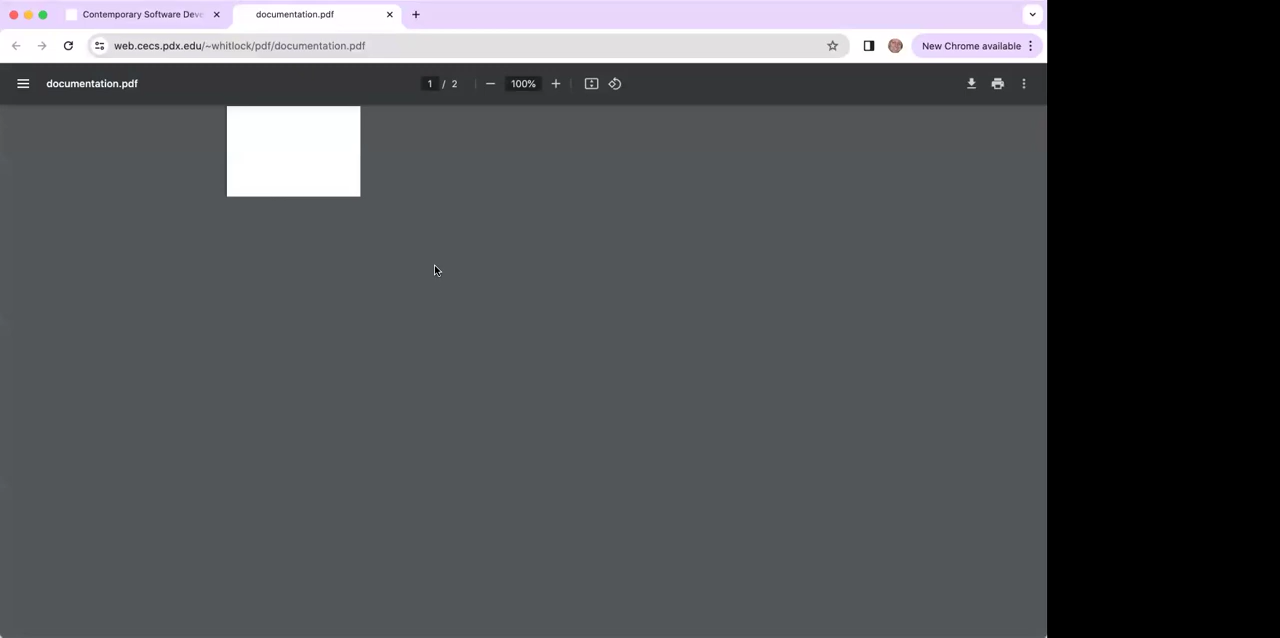 Contemporary Software Deve
documentation.pdf
web.cecs.pdx.edu/~whitlock/pdf/documentation.pdf
New Chrome available
documentation.pdf
1 / 2
100%